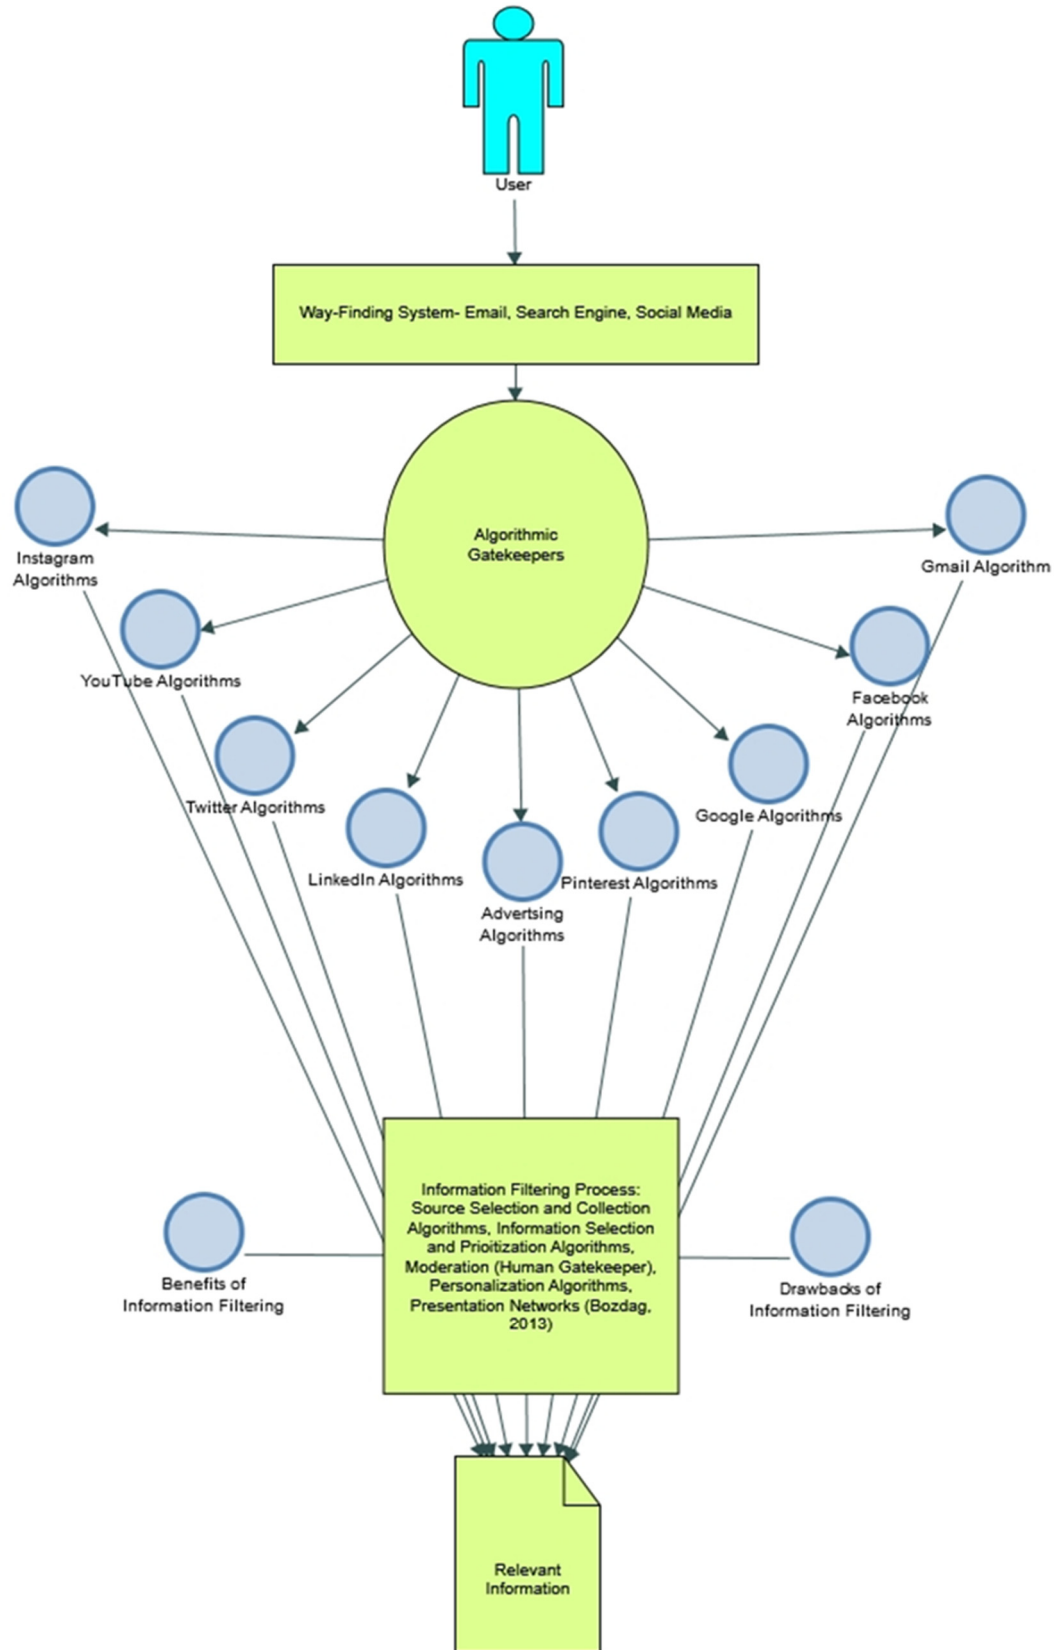 User
Way-Finding System- Email, Search Engine, Social Media
Algorithmic
Gatekeepers
Instagram
Algorithms
Gmail Algorithm
YouTube Algorithms
Facebook
Algorithms
Twitter Algorithms
Google Algorithms
LinkedIn Algorithms
Pinterest Algorithms
Advertsing
Algorithms
Information Filtering Process:
Source Selection and Collection
Algorithms, Information Selection
and Prioitization Algorithms,
Moderation (Human Gatekeeper),
Personalization Algorithms,
Presentation Networks (Bozdag,
2013)
Benefits of
Information Filtering
Drawbacks of
Information Filtering
Relevant
Information